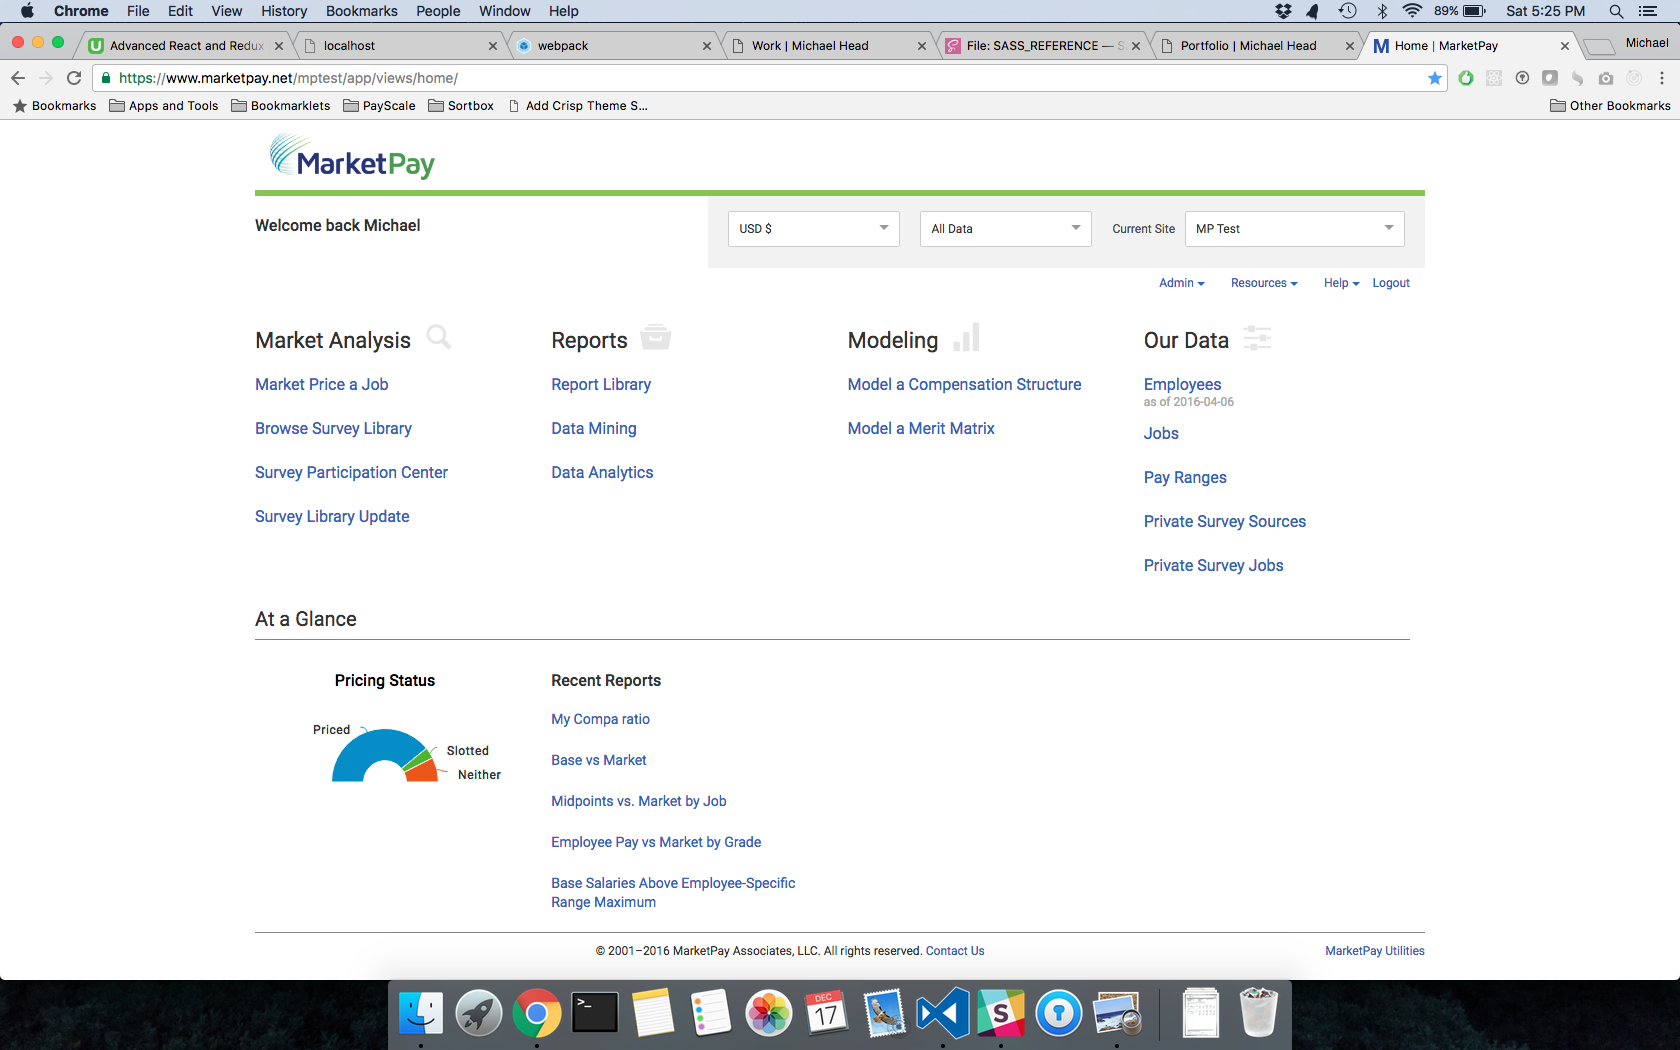 Chrome File Edit View History Bookmarks People Window Help 89% Sat 5:25 PM
Advanced React and Redux localhost webpack Work | Michael Head File: SASS_REFERENCE — S Portfolio | Michael Head Home | MarketPay Michael
https://www.marketpay.net/mptest/app/views/home/
Bookmarks Apps and Tools Bookmarklets PayScale Sortbox Add Crisp Theme S... Other Bookmarks
MarketPay
Welcome back Michael
USD $ All Data Current Site MP Test
Admin Resources Help Logout
Market Analysis
Market Price a Job
Browse Survey Library
Survey Participation Center
Survey Library Update
Reports
Report Library
Data Mining
Data Analytics
Modeling
Model a Compensation Structure
Model a Merit Matrix
Our Data
Employees
as of 2016-04-06
Jobs
Pay Ranges
Private Survey Sources
Private Survey Jobs
At a Glance
Pricing Status
Priced
Slotted
Neither
Recent Reports
My Compa ratio
Base vs Market
Midpoints vs. Market by Job
Employee Pay vs Market by Grade
Base Salaries Above Employee-Specific
Range Maximum
© 2001–2016 MarketPay Associates, LLC. All rights reserved. Contact Us
MarketPay Utilities
DEC
17
S